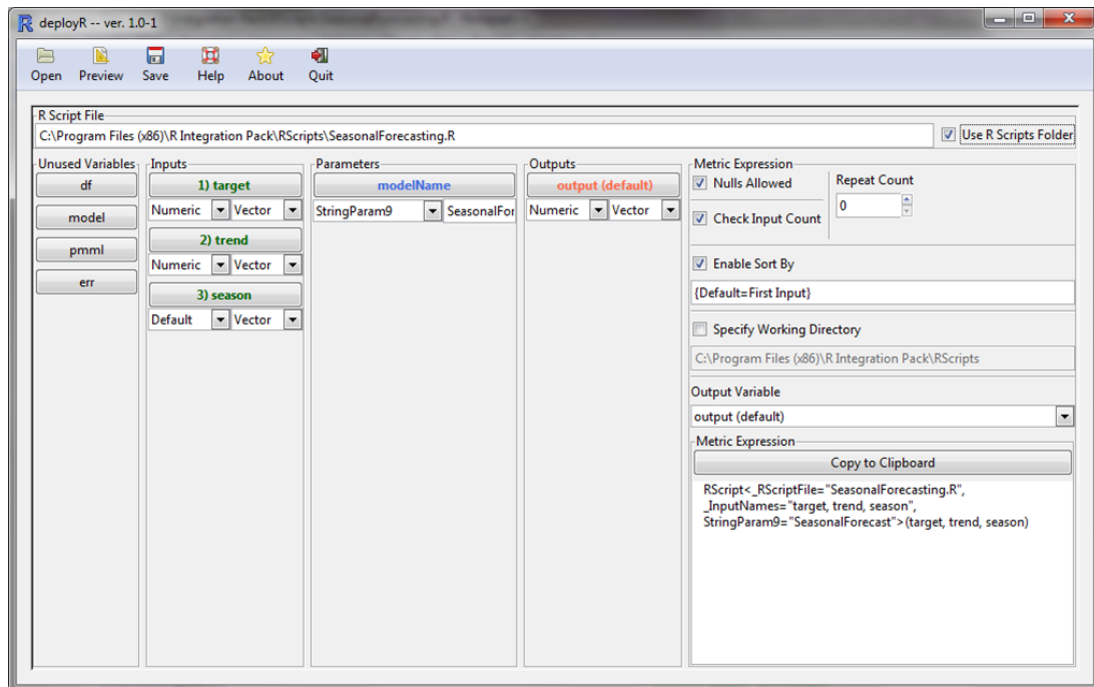 deployR -- ver. 1.0-1
Open Preview Save Help About Quit
R Script File
C:\Program Files (x86)\R Integration Pack\RScripts\SeasonalForecasting.R
Use R Scripts Folder
Unused Variables
df
model
pmml
err
Inputs
1) target
Numeric Vector
2) trend
Numeric Vector
3) season
Default Vector
Parameters
modelName
StringParam9 SeasonalFor
Outputs
output (default)
Numeric Vector
Metric Expression
Nulls Allowed
Check Input Count
Repeat Count
0
Enable Sort By
{Default=First Input}
Specify Working Directory
C:\Program Files (x86)\R Integration Pack\RScripts
Output Variable
output (default)
Metric Expression
Copy to Clipboard
RScript<_RScriptFile="SeasonalForecasting.R",
_InputNames="target, trend, season",
StringParam9="SeasonalForecast">(target, trend, season)